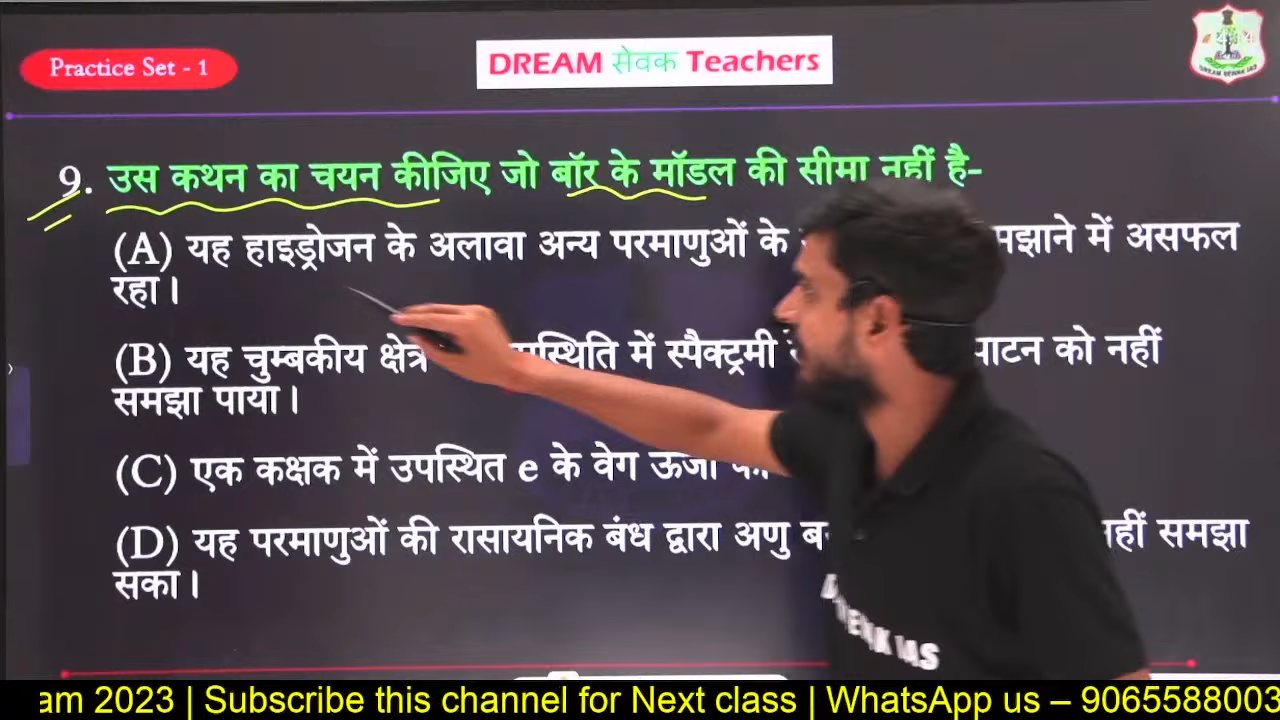 Practice Set - 1
DREAM सेवक Teachers
9. उस कथन का चयन कीजिए जो बॉर के मॉडल की सीमा नहीं है-
(A) यह हाइड्रोजन के अलावा अन्य परमाणुओं के में असफल
रहा।
(B) यह चुम्बकीय क्षेत्र में स्पैक्ट्रमी को नहीं
समझा पाया।
(C) एक कक्षक में उपस्थित e के वेग ऊर्जा
(D) यह परमाणुओं की रासायनिक बंध द्वारा अणु समझा
सका।
am 2023 | Subscribe this channel for Next class | WhatsApp us – 9065588003